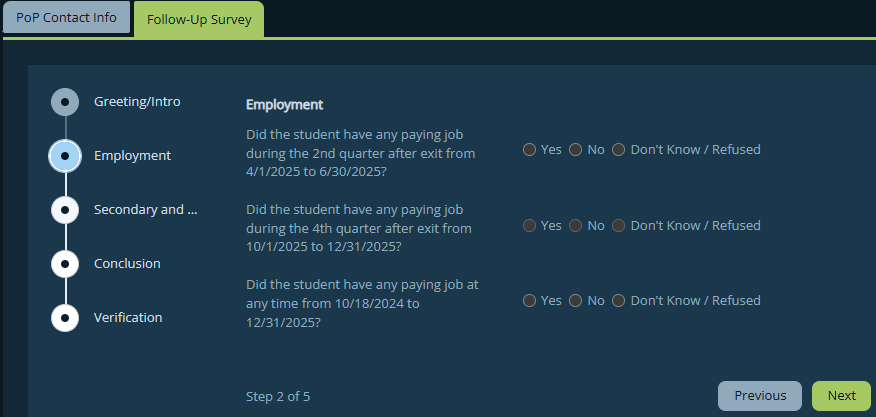 PoP Contact Info
Follow-Up Survey
Greeting/Intro
Employment
Secondary and ...
Conclusion
Verification
Employment
Did the student have any paying job
during the 2nd quarter after exit from
4/1/2025 to 6/30/2025?
Yes No Don't Know / Refused
Did the student have any paying job
during the 4th quarter after exit from
10/1/2025 to 12/31/2025?
Yes No Don't Know / Refused
Did the student have any paying job at
any time from 10/18/2024 to
12/31/2025?
Yes No Don't Know / Refused
Step 2 of 5
Previous
Next